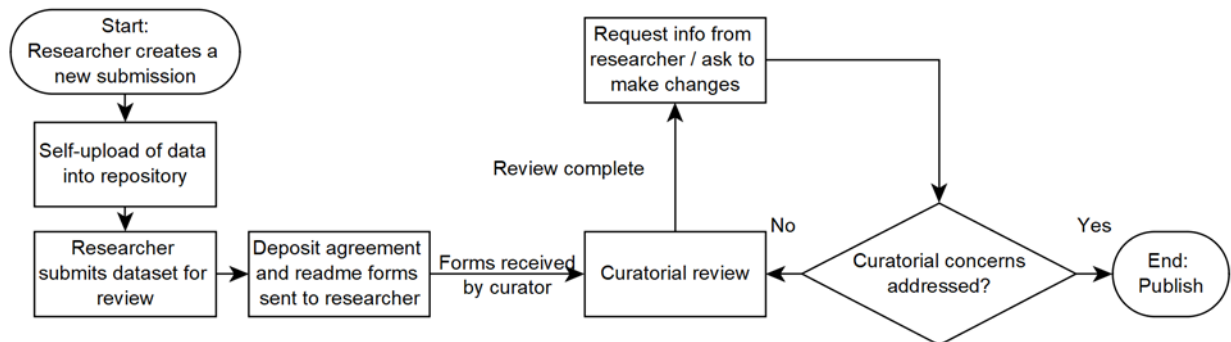 Start:
Researcher creates a
new submission
Self-upload of data
into repository
Researcher
submits dataset for
review
Deposit agreement
and readme forms
sent to researcher
Forms received
by curator
Curatorial review
Review complete
Request info from
researcher / ask to
make changes
Curatorial concerns
addressed?
No
Yes
End:
Publish